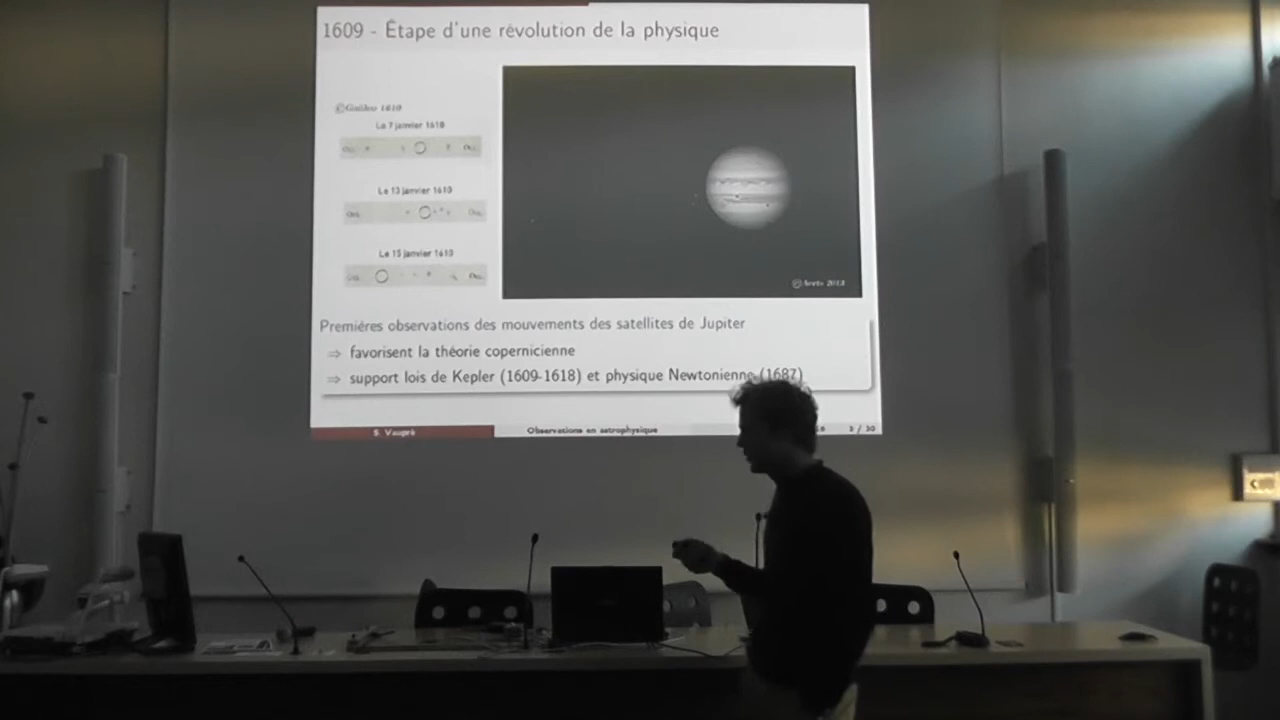 1609 - Étape d'une révolution de la physique
©Galileo 1610
Le 7 janvier 1610
Le 13 janvier 1610
Le 15 janvier 1610
Premières observations des mouvements des satellites de Jupiter
⇒ favorisent la théorie copernicienne
⇒ support lois de Kepler (1609-1618) et physique Newtonienne (1687)
S. Vaupré
Observations en astrophysique
3 / 30